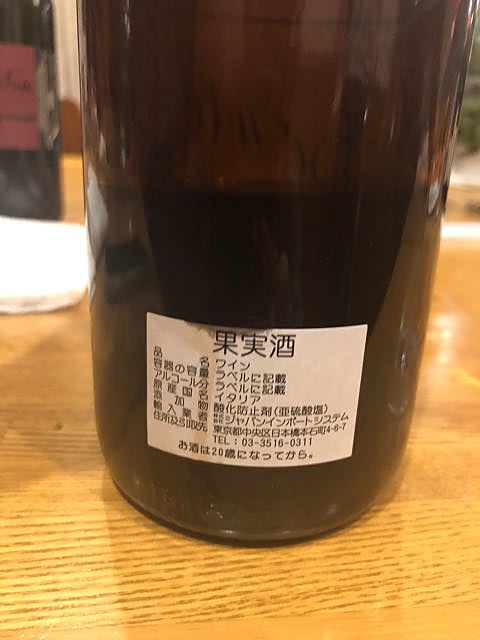 果実酒
品名 ワイン
容器の容量 ラベルに記載
アルコール分 ラベルに記載
原産国名 イタリア
添加物 酸化防止剤(亜硫酸塩)
輸入業者 ㈱ジャパンインポートシステム
住所及び引取先 東京都中央区日本橋本石町4-6-7
TEL:03-3516-0311
お酒は20歳になってから。